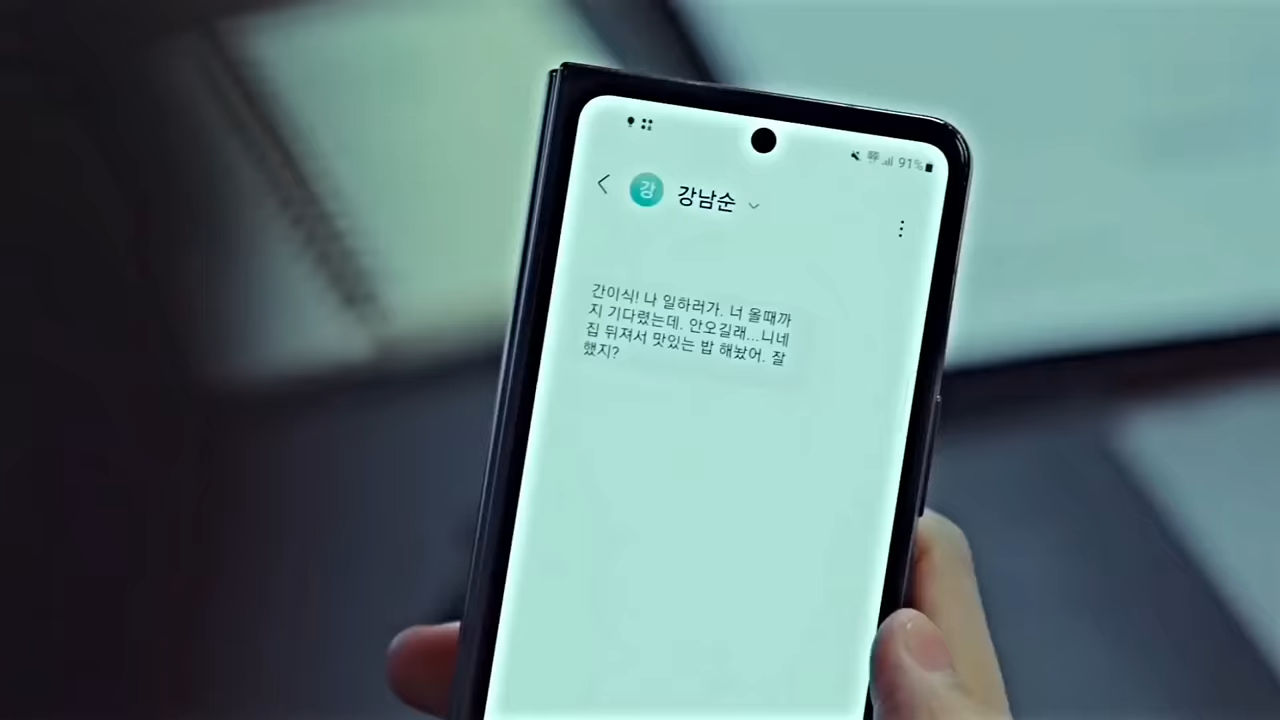 91%
강 강남순
간이식! 나 일하러가. 너 올때까
지 기다렸는데. 안오길래...니네
집 뒤져서 맛있는 밥 해놨어. 잘
했지?